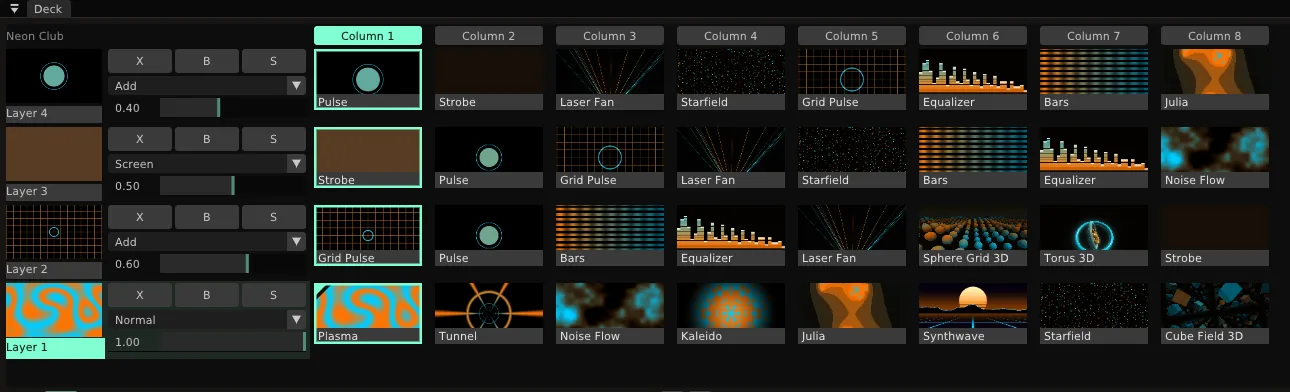 Deck
Neon Club
Column 1 Column 2 Column 3 Column 4 Column 5 Column 6 Column 7 Column 8
X B S
Add
0.40
Layer 4
Pulse Strobe Laser Fan Starfield Grid Pulse Equalizer Bars Julia
X B S
Screen
0.50
Layer 3
Strobe Pulse Grid Pulse Laser Fan Starfield Bars Equalizer Noise Flow
X B S
Add
0.60
Layer 2
Grid Pulse Pulse Bars Equalizer Laser Fan Sphere Grid 3D Torus 3D Strobe
X B S
Normal
1.00
Layer 1
Plasma Tunnel Noise Flow Kaleido Julia Synthwave Starfield Cube Field 3D